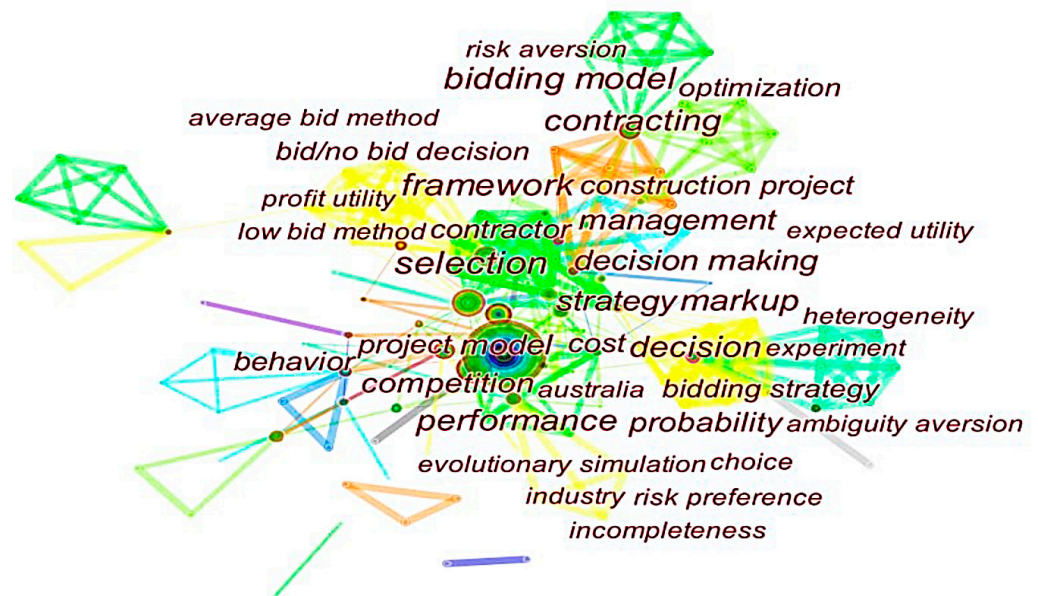 risk aversion
bidding model optimization
average bid method contracting
bid/no bid decision
framework construction project
profit utility
low bid method contractor management expected utility
selection decision making
strategy markup heterogeneity
behavior project model cost decision experiment
competition australia bidding strategy
performance probability ambiguity aversion
evolutionary simulation choice
industry risk preference
incompleteness